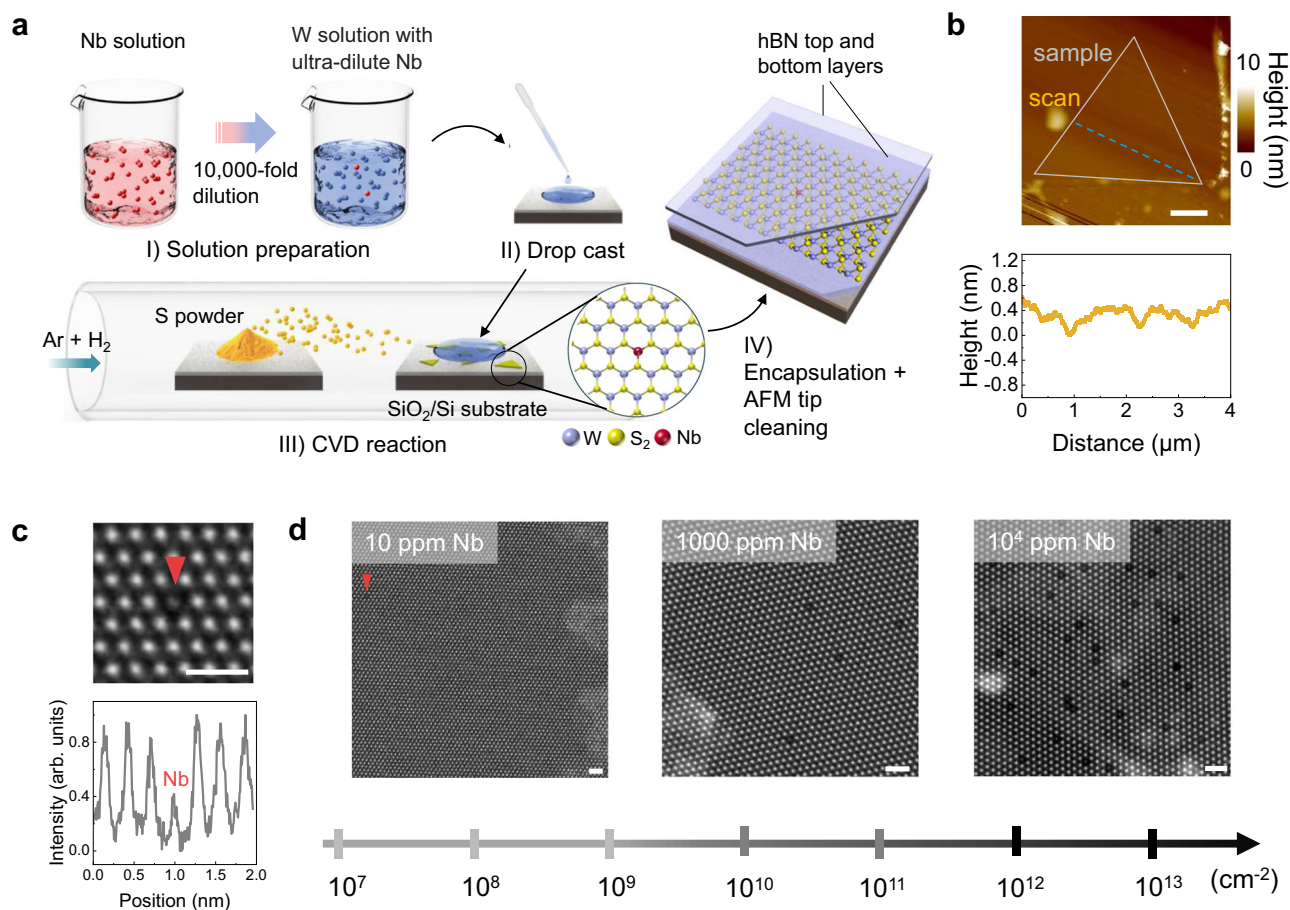 a
Nb solution
W solution with
ultra-dilute Nb
10,000-fold
dilution
I) Solution preparation
II) Drop cast
hBN top and
bottom layers
S powder
Ar + H₂
SiO₂/Si substrate
III) CVD reaction
W S₂ Nb
IV)
Encapsulation +
AFM tip
cleaning
b
sample
scan
10
0
Height (nm)
1.2
0.8
0.4
0.0
-0.4
-0.8
Height (nm)
0 1 2 3 4
Distance (µm)
c
0.8
0.4
0.0
Intensity (arb. units)
Nb
0.0 0.5 1.0 1.5 2.0
Position (nm)
d
10 ppm Nb
1000 ppm Nb
10⁴ ppm Nb
10⁷ 10⁸ 10⁹ 10¹⁰ 10¹¹ 10¹² 10¹³ (cm⁻²)